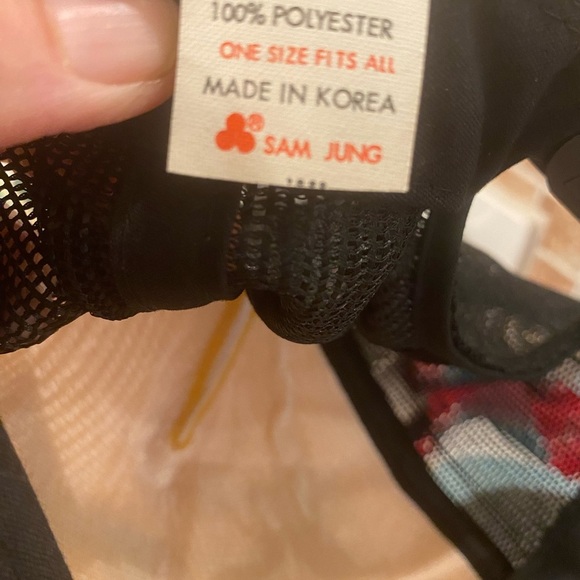 100% POLYESTER
ONE SIZE FITS ALL
MADE IN KOREA
® SAM JUNG